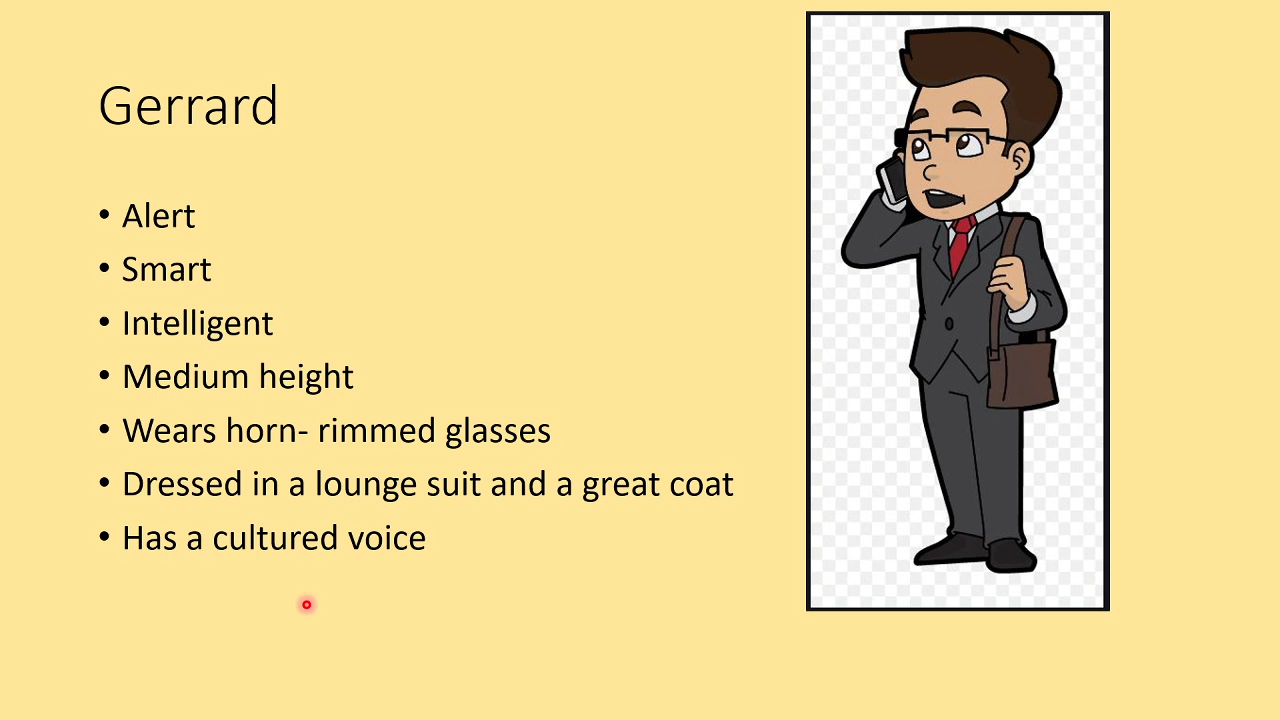 Gerrard
• Alert
• Smart
• Intelligent
• Medium height
• Wears horn- rimmed glasses
• Dressed in a lounge suit and a great coat
• Has a cultured voice